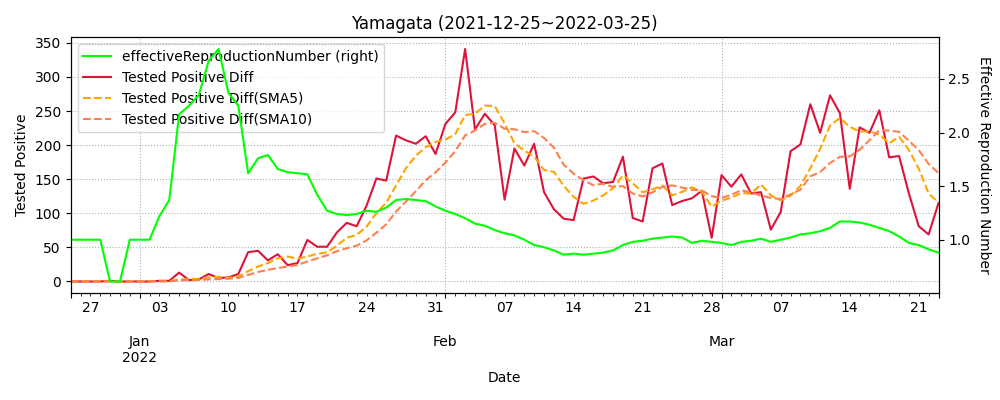 Yamagata (2021-12-25~2022-03-25)
effectiveReproductionNumber (right)
Tested Positive Diff
Tested Positive Diff(SMA5)
Tested Positive Diff(SMA10)
Tested Positive
350
300
250
200
150
100
50
0
2.5
2.0
1.5
1.0
Effective Reproduction Number
27 03 10 17 24 31 07 14 21 28 07 14 21
Jan Feb Mar
2022
Date